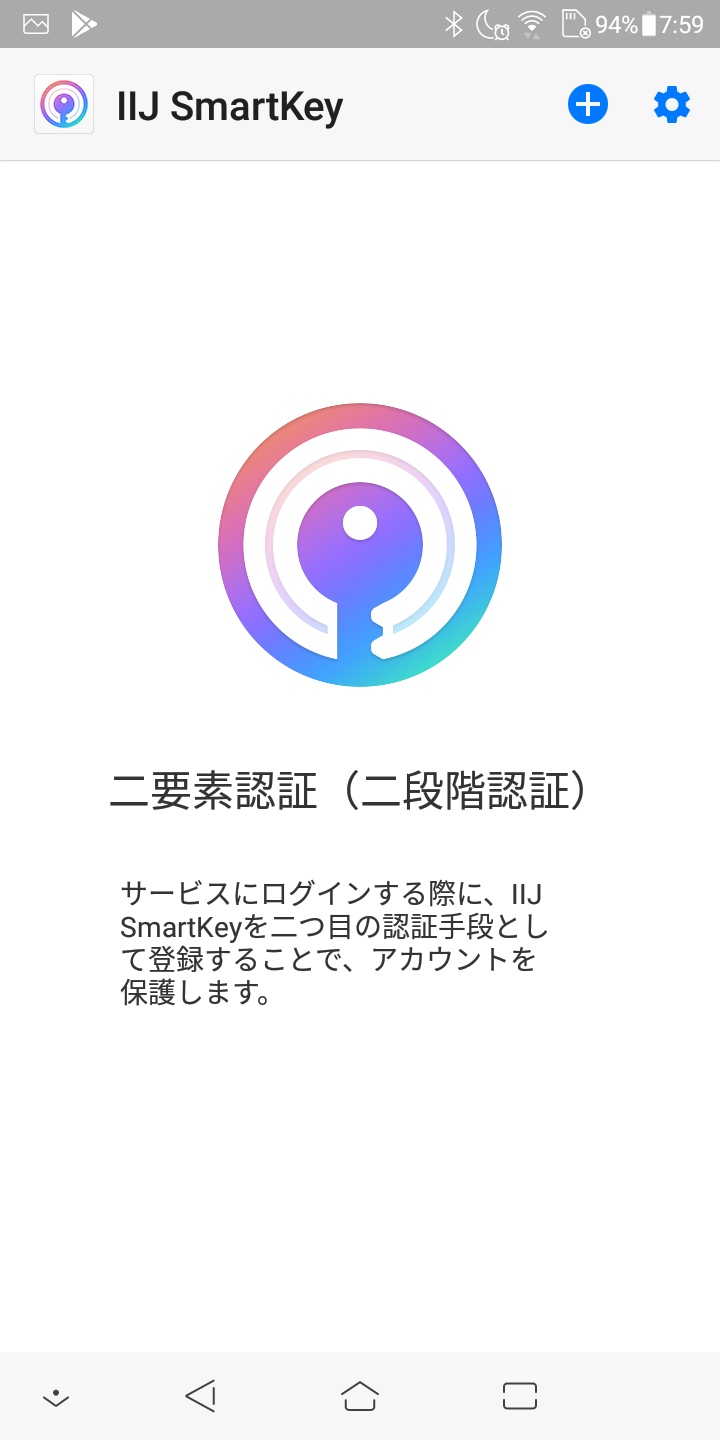 94% 7:59
IIJ SmartKey
二要素認証（二段階認証）
サービスにログインする際に、IIJ
SmartKeyを二つ目の認証手段とし
て登録することで、アカウントを
保護します。